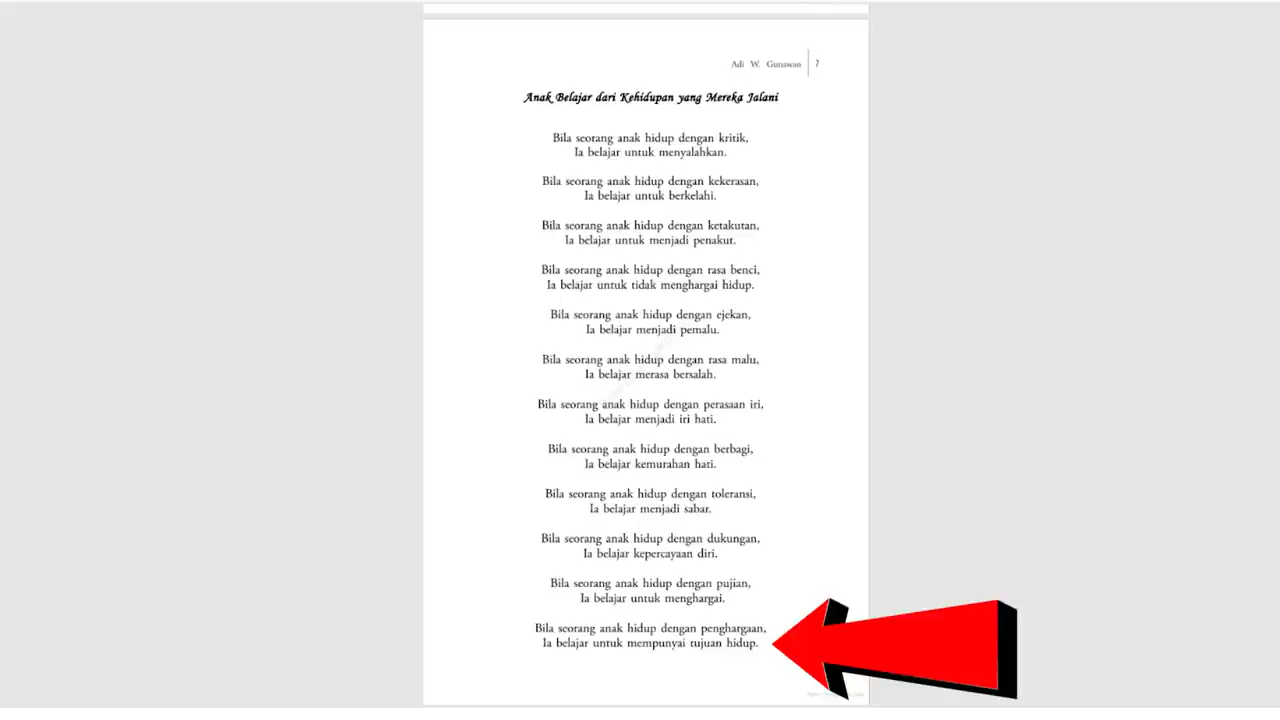 Adi W. Gunawan 7
Anak Belajar dari Kehidupan yang Mereka Jalani
Bila seorang anak hidup dengan kritik,
Ia belajar untuk menyalahkan.
Bila seorang anak hidup dengan kekerasan,
Ia belajar untuk berkelahi.
Bila seorang anak hidup dengan ketakutan,
Ia belajar untuk menjadi penakut.
Bila seorang anak hidup dengan rasa benci,
Ia belajar untuk tidak menghargai hidup.
Bila seorang anak hidup dengan ejekan,
Ia belajar menjadi pemalu.
Bila seorang anak hidup dengan rasa malu,
Ia belajar merasa bersalah.
Bila seorang anak hidup dengan perasaan iri,
Ia belajar menjadi iri hati.
Bila seorang anak hidup dengan berbagi,
Ia belajar kemurahan hati.
Bila seorang anak hidup dengan toleransi,
Ia belajar menjadi sabar.
Bila seorang anak hidup dengan dukungan,
Ia belajar kepercayaan diri.
Bila seorang anak hidup dengan pujian,
Ia belajar untuk menghargai.
Bila seorang anak hidup dengan penghargaan,
Ia belajar untuk mempunyai tujuan hidup.